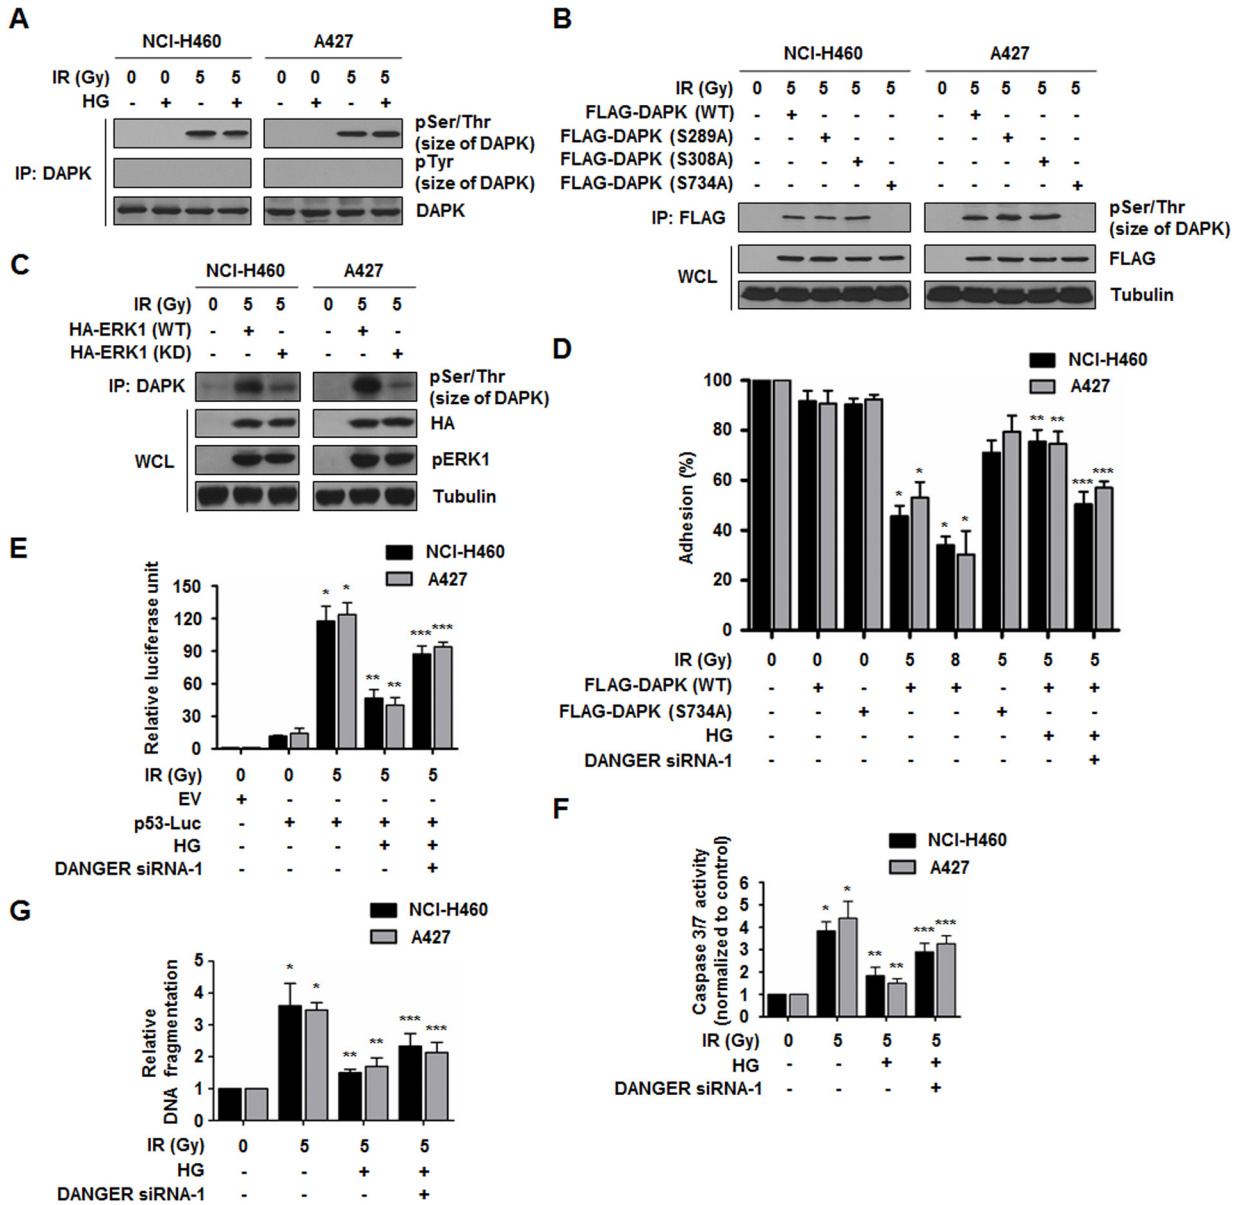 A
NCI-H460 A427
IR (Gy) 0 0 5 5 0 0 5 5
HG - + - + - + - +
IP: DAPK
pSer/Thr
(size of DAPK)
pTyr
(size of DAPK)
DAPK
B
NCI-H460 A427
IR (Gy) 0 5 5 5 5 0 5 5 5 5
FLAG-DAPK (WT) - + - - - - + - - -
FLAG-DAPK (S289A) - - + - - - - + - -
FLAG-DAPK (S308A) - - - + - - - - + -
FLAG-DAPK (S734A) - - - - + - - - - +
IP: FLAG
pSer/Thr
(size of DAPK)
WCL
FLAG
Tubulin
C
NCI-H460 A427
IR (Gy) 0 5 5 0 5 5
HA-ERK1 (WT) - + - - + -
HA-ERK1 (KD) - - + - - +
IP: DAPK
pSer/Thr
(size of DAPK)
WCL
HA
pERK1
Tubulin
D
NCI-H460
A427
Adhesion (%)
100
80
60
40
20
0
* * * * ** ** *** ***
IR (Gy) 0 0 0 5 8 5 5 5
FLAG-DAPK (WT) - + - + + - + +
FLAG-DAPK (S734A) - - + - - + - -
HG - - - - - - + +
DANGER siRNA-1 - - - - - - - +
E
NCI-H460
A427
Relative luciferase unit
150
120
90
60
30
0
* * ** ** *** ***
IR (Gy) 0 0 5 5 5
EV + - - - -
p53-Luc - + + + +
HG - - - + +
DANGER siRNA-1 - - - - +
F
NCI-H460
A427
Caspase 3/7 activity
(normalized to control)
6
5
4
3
2
1
0
* * ** ** *** ***
IR (Gy) 0 5 5 5
HG - - + +
DANGER siRNA-1 - - - +
G
NCI-H460
A427
Relative
DNA fragmentation
5
4
3
2
1
0
* * ** ** *** ***
IR (Gy) 0 5 5 5
HG - - + +
DANGER siRNA-1 - - - +